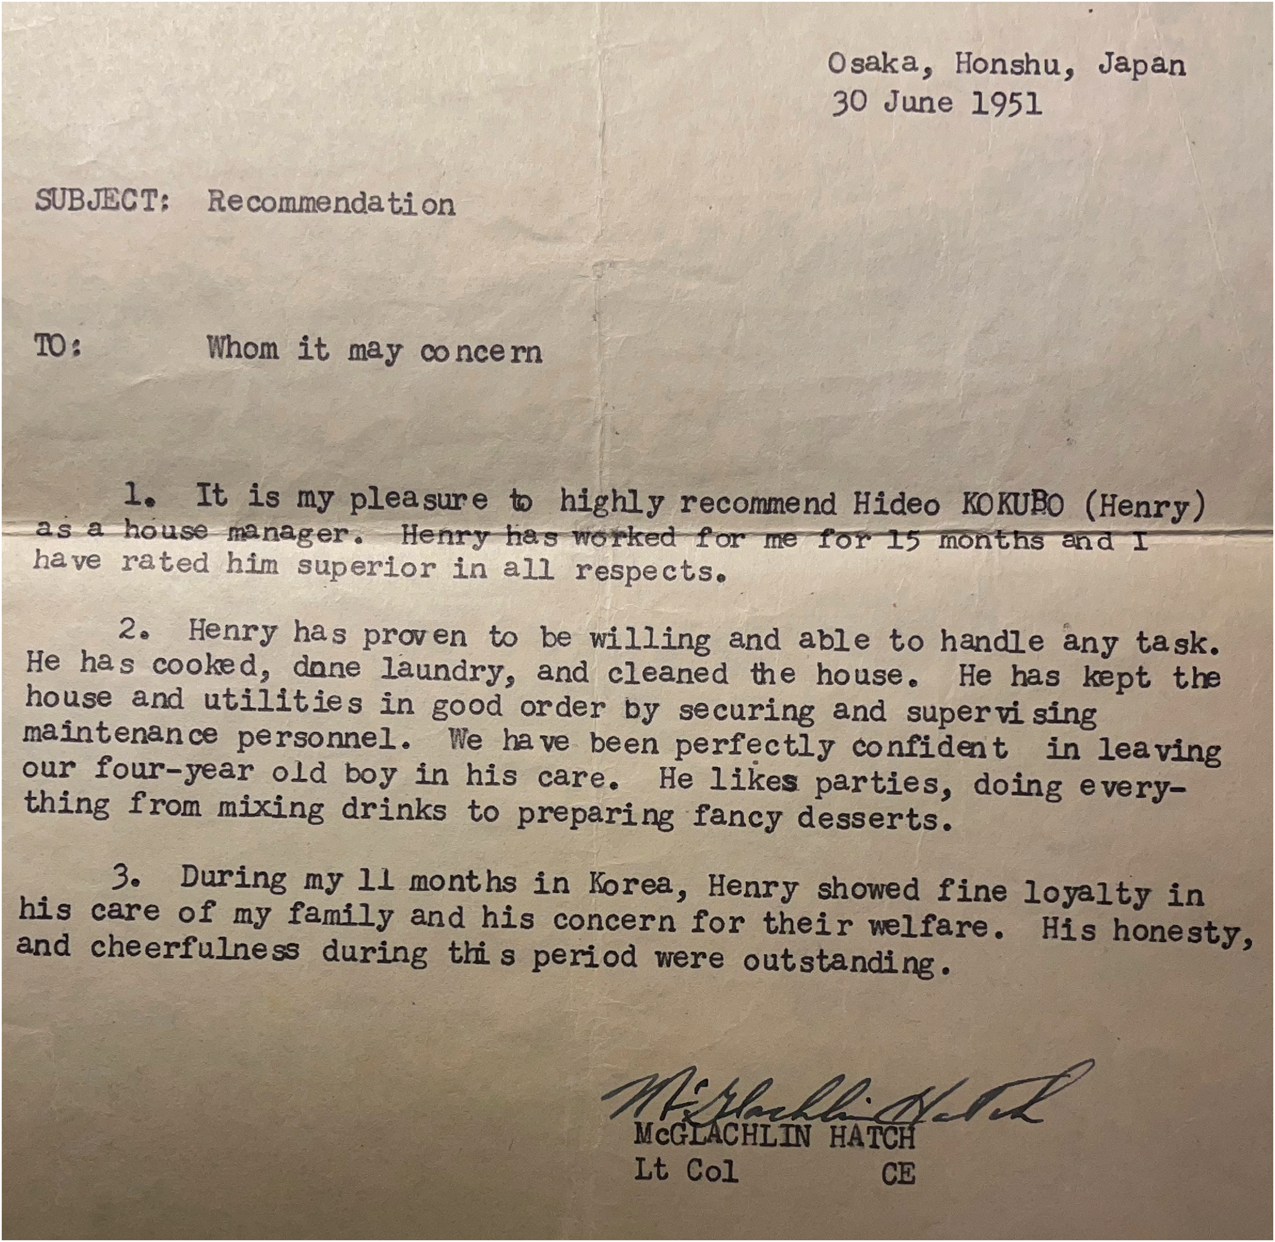 Osaka, Honshu, Japan
30 June 1951
SUBJECT: Recommendation
TO: Whom it may concern
1. It is my pleasure to highly recommend Hideo KOKUBO (Henry)
as a house manager. Henry has worked for me for 15 months and I
have rated him superior in all respects.
2. Henry has proven to be willing and able to handle any task.
He has cooked, done laundry, and cleaned the house. He has kept the
house and utilities in good order by securing and supervising
maintenance personnel. We have been perfectly confident in leaving
our four-year old boy in his care. He likes parties, doing every-
thing from mixing drinks to preparing fancy desserts.
3. During my 11 months in Korea, Henry showed fine loyalty in
his care of my family and his concern for their welfare. His honesty,
and cheerfulness during this period were outstanding.
McGlachlin Hatch
McGLACHLIN HATCH
Lt Col CE